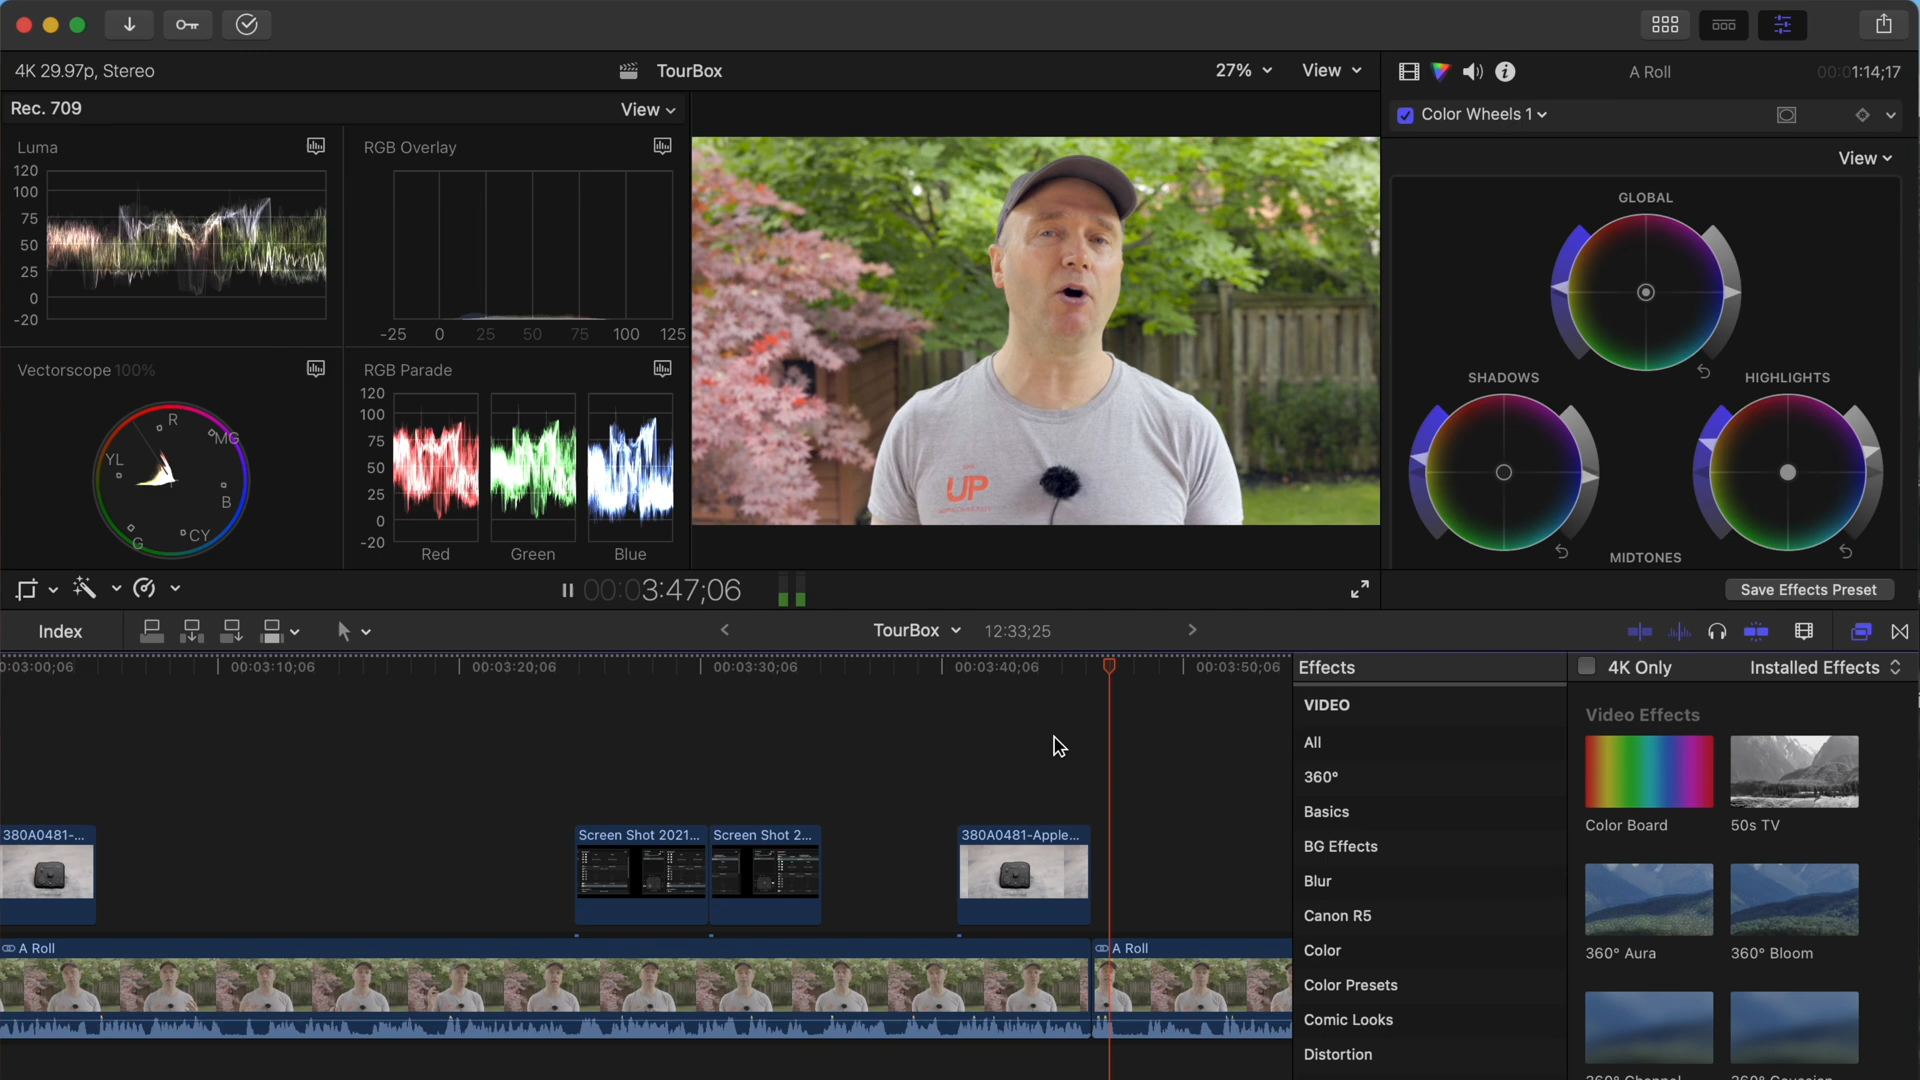 4K 29.97p, Stereo
TourBox
27%
View
A Roll
00:01:14;17
Rec. 709
View
Color Wheels 1
View
Luma
120
100
75
50
25
0
-20
RGB Overlay
-25 0 25 50 75 100 125
GLOBAL
SHADOWS
HIGHLIGHTS
MIDTONES
Vectorscope 100%
R
MG
YL
B
CY
G
RGB Parade
120
100
75
50
25
0
-20
Red
Green
Blue
UP
00:03:47;06
Save Effects Preset
Index
TourBox
12:33;25
0:03:00;06
00:03:10;06
00:03:20;06
00:03:30;06
00:03:40;06
00:03:50;06
Effects
4K Only
Installed Effects
VIDEO
All
360°
Basics
BG Effects
Blur
Canon R5
Color
Color Presets
Comic Looks
Distortion
Video Effects
Color Board
50s TV
360° Aura
360° Bloom
380A0481-...
Screen Shot 2021...
Screen Shot 2...
380A0481-Apple...
A Roll
A Roll